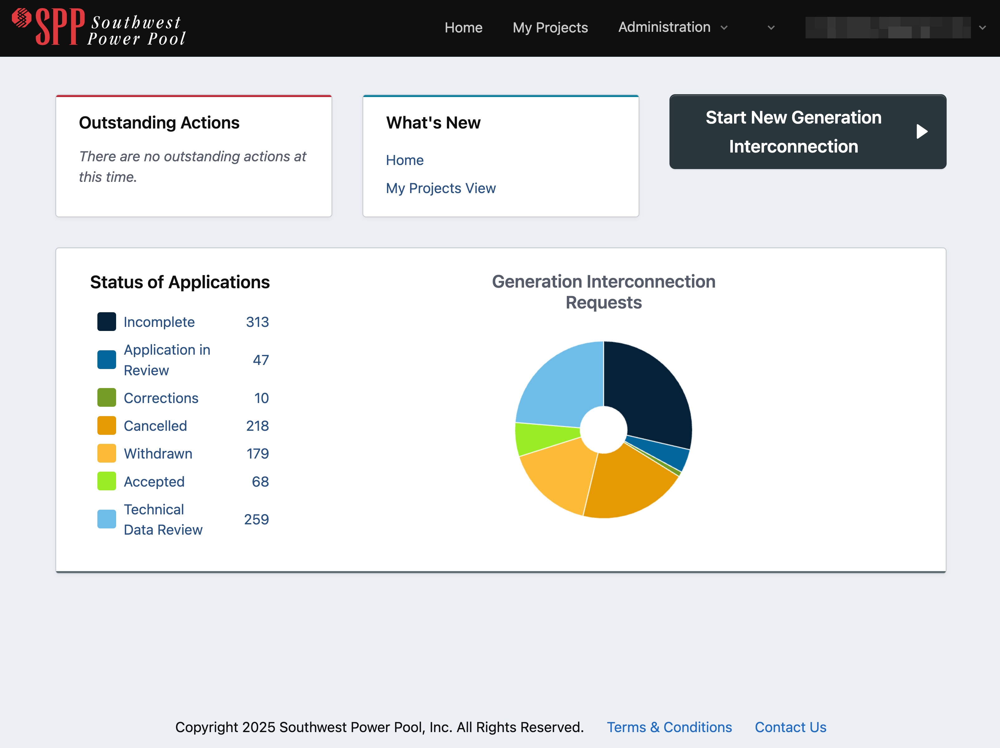 SPP Southwest
Power Pool
Home My Projects Administration
Outstanding Actions
There are no outstanding actions at
this time.
What's New
Home
My Projects View
Start New Generation
Interconnection
Status of Applications
Incomplete 313
Application in
Review 47
Corrections 10
Cancelled 218
Withdrawn 179
Accepted 68
Technical
Data Review 259
Generation Interconnection
Requests
Copyright 2025 Southwest Power Pool, Inc. All Rights Reserved. Terms & Conditions Contact Us